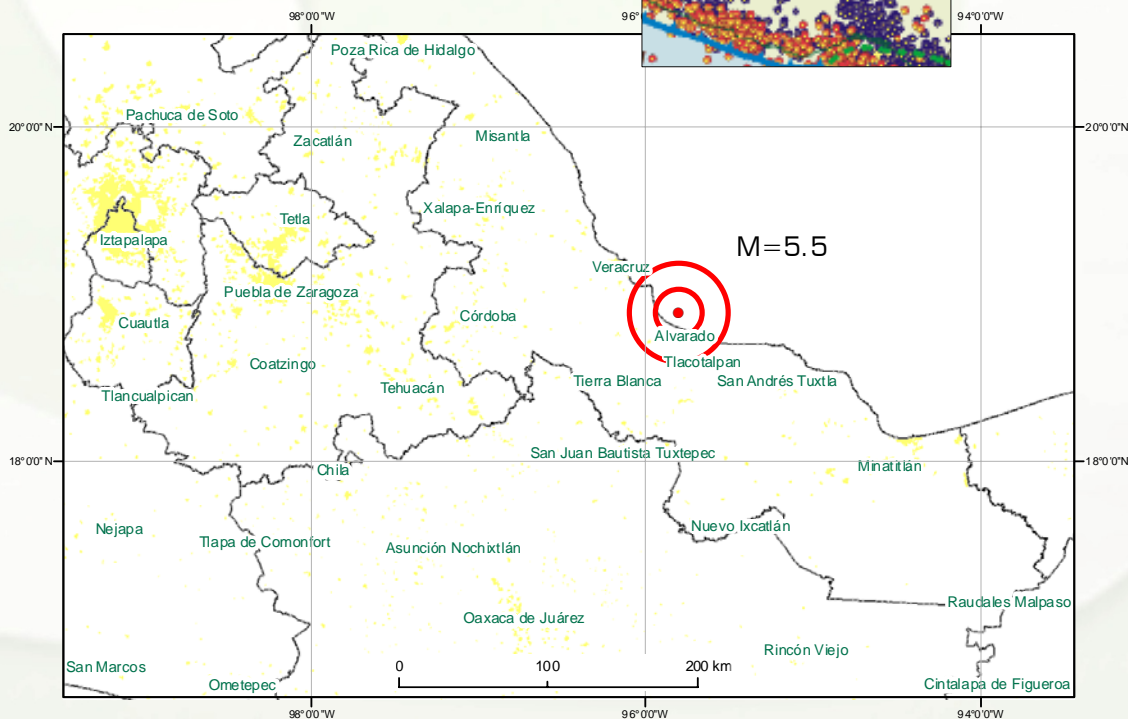 98°0'0"W
96°
94°0'0"W
Poza Rica de Hidalgo
Pachuca de Soto
20°0'0"N
20°0'0"N
Zacatlán
Misantla
Xalapa-Enríquez
Tetla
Iztapalapa
M=5.5
Veracruz
Puebla de Zaragoza
Cuautla
Córdoba
Alvarado
Coatzingo
Tlacotalpan
Tehuacán
Tierra Blanca
San Andrés Tuxtla
Tlancualpican
San Juan Bautista Tuxtepec
18°0'0"N
18°0'0"N
Chila
Minatitlán
Nejapa
Nuevo Ixcatlán
Tlapa de Comonfort
Asunción Nochixtlán
Raudales Malpaso
Oaxaca de Juárez
Rincón Viejo
San Marcos
0 100 200 km
Ometepec
Cintalapa de Figueroa
98°0'0"W
96°0'0"W
94°0'0"W